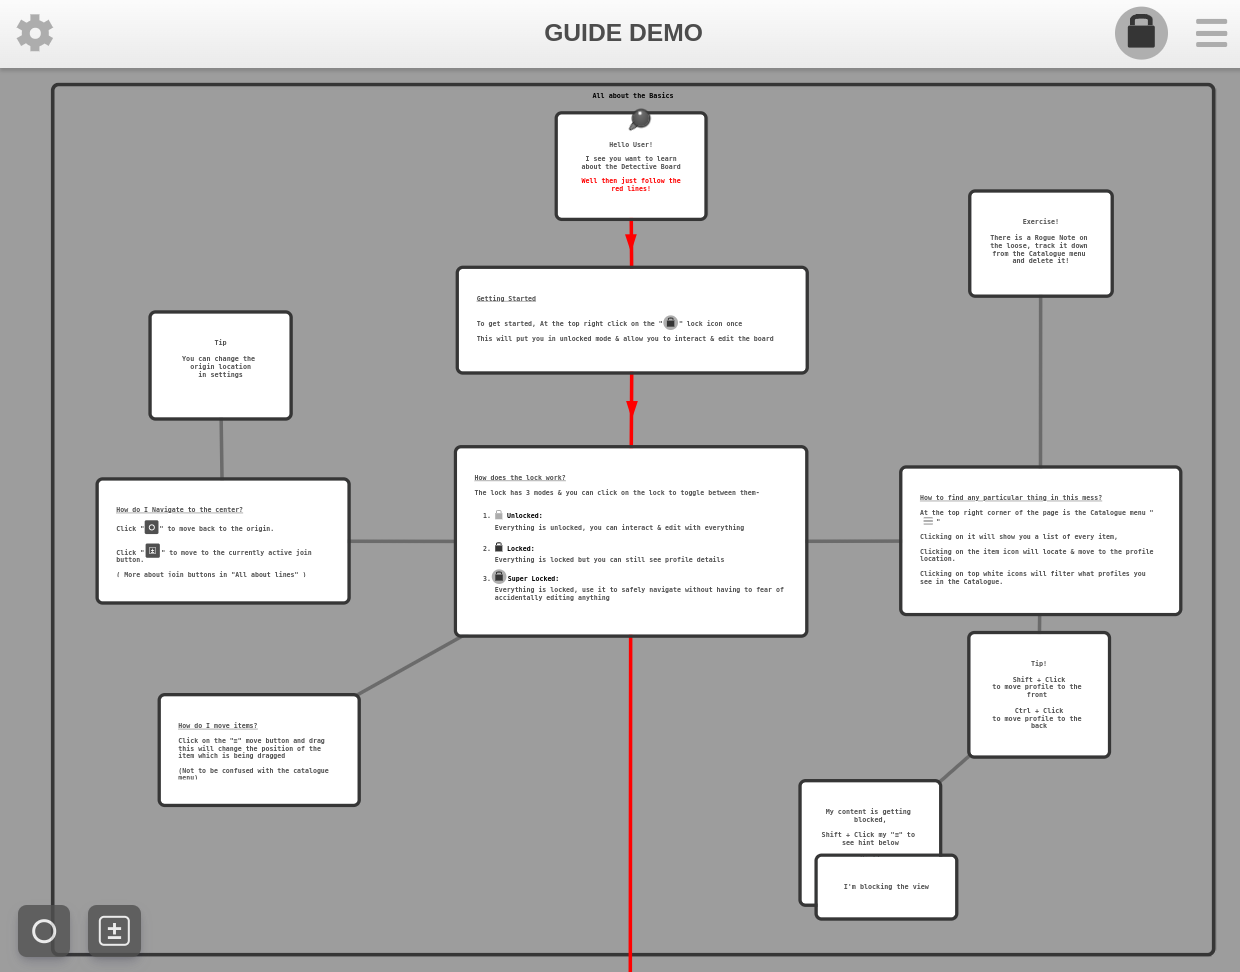 GUIDE DEMO
All about the Basics
Hello User!
I see you want to learn
about the Detective Board
Well then just follow the
red lines!
Exercise!
There is a Rogue Note on
the loose, track it down
from the Catalogue menu
and delete it!
Getting Started
To get started, At the top right click on the "" lock icon once
This will put you in unlocked mode & allow you to interact & edit the board
Tip
You can change the
origin location
in settings
How do I Navigate to the center?
Click "" to move back to the origin.
Click "" to move to the currently active join
button.
( More about join buttons in "All about lines" )
How does the lock work?
The lock has 3 modes & you can click on the lock to toggle between them-
1. Unlocked:
Everything is unlocked, you can interact & edit with everything
2. Locked:
Everything is locked but you can still see profile details
3. Super Locked:
Everything is locked, use it to safely navigate without having to fear of
accidentally editing anything
How to find any particular thing in this mess?
At the top right corner of the page is the Catalogue menu "
"
Clicking on it will show you a list of every item,
Clicking on the item icon will locate & move to the profile
location.
Clicking on top white icons will filter what profiles you
see in the Catalogue.
Tip!
Shift + Click
to move profile to the
front
Ctrl + Click
to move profile to the
back
How do I move items?
Click on the "≡" move button and drag
this will change the position of the
item which is being dragged
(Not to be confused with the catalogue
menu)
My content is getting
blocked,
Shift + Click my "≡" to
see hint below
I'm blocking the view